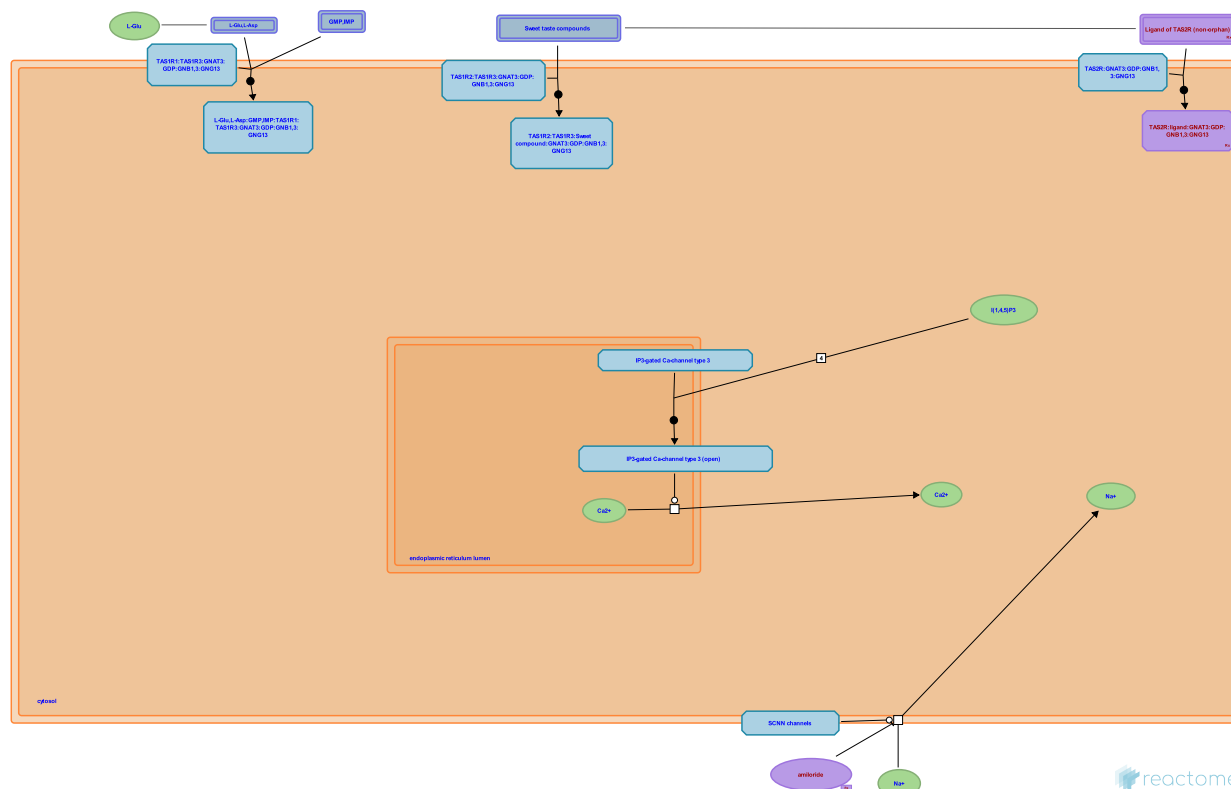 L-Glu
L-Glu,L-Asp
GMP,IMP
Sweet taste compounds
Ligand of TAS2R (non-orphan)
TAS1R1:TAS1R3:GNAT3:
GDP:GNB1,3:GNG13
TAS1R2:TAS1R3:GNAT3:GDP:
GNB1,3:GNG13
TAS2R:GNAT3:GDP:GNB1,
3:GNG13
L-Glu,L-Asp:GMP,IMP:TAS1R1:
TAS1R3:GNAT3:GDP:GNB1,3:
GNG13
TAS1R2:TAS1R3:Sweet
compound:GNAT3:GDP:GNB1,3:
GNG13
TAS2R:ligand:GNAT3:GDP:
GNB1,3:GNG13
I(1,4,5)P3
4
IP3-gated Ca-channel type 3
IP3-gated Ca-channel type 3 (open)
Ca2+
Ca2+
Na+
endoplasmic reticulum lumen
cytosol
SCNN channels
amiloride
Na+
reactome